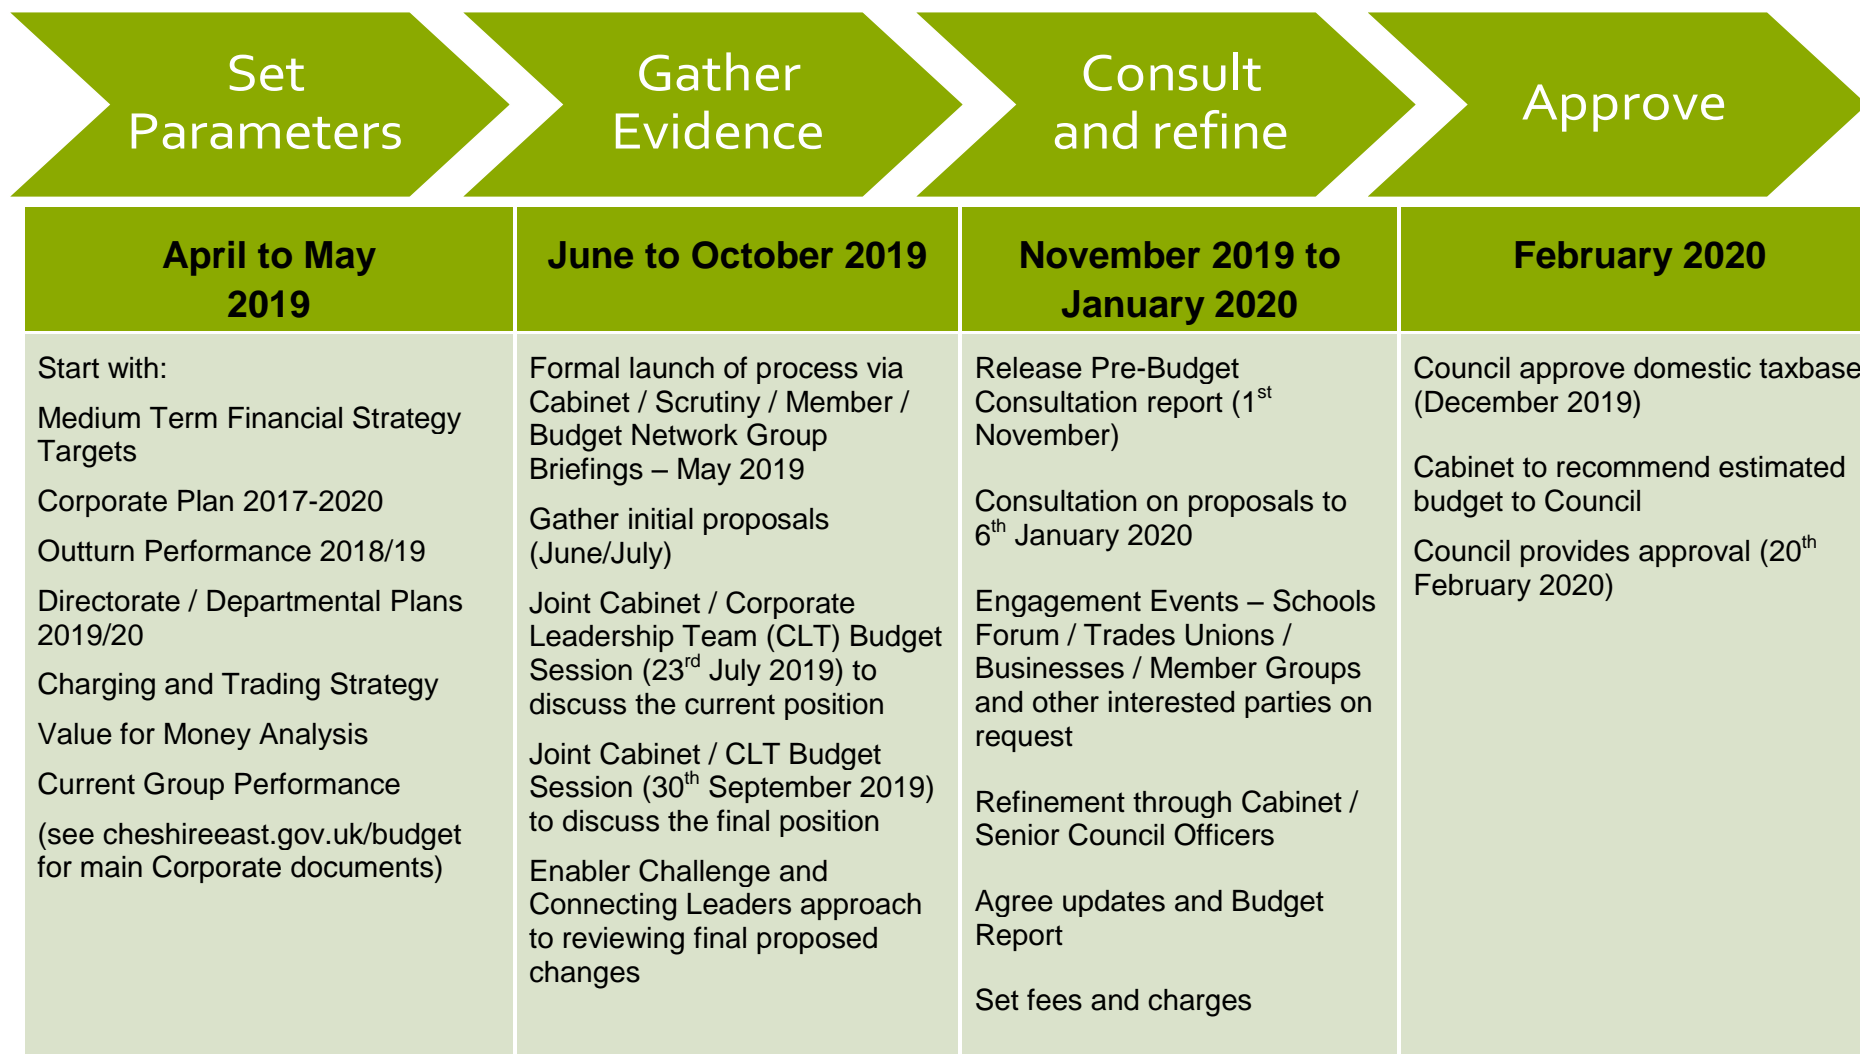 Set
Parameters
Gather
Evidence
Consult
and refine
Approve
April to May
2019
June to October 2019
November 2019 to
January 2020
February 2020
Start with:
Medium Term Financial Strategy
Targets
Corporate Plan 2017-2020
Outturn Performance 2018/19
Directorate / Departmental Plans
2019/20
Charging and Trading Strategy
Value for Money Analysis
Current Group Performance
(see cheshireeast.gov.uk/budget
for main Corporate documents)
Formal launch of process via
Cabinet / Scrutiny / Member /
Budget Network Group
Briefings – May 2019
Gather initial proposals
(June/July)
Joint Cabinet / Corporate
Leadership Team (CLT) Budget
Session (23rd July 2019) to
discuss the current position
Joint Cabinet / CLT Budget
Session (30th September 2019)
to discuss the final position
Enabler Challenge and
Connecting Leaders approach
to reviewing final proposed
changes
Release Pre-Budget
Consultation report (1st
November)
Consultation on proposals to
6th January 2020
Engagement Events – Schools
Forum / Trades Unions /
Businesses / Member Groups
and other interested parties on
request
Refinement through Cabinet /
Senior Council Officers
Agree updates and Budget
Report
Set fees and charges
Council approve domestic taxbase
(December 2019)
Cabinet to recommend estimated
budget to Council
Council provides approval (20th
February 2020)